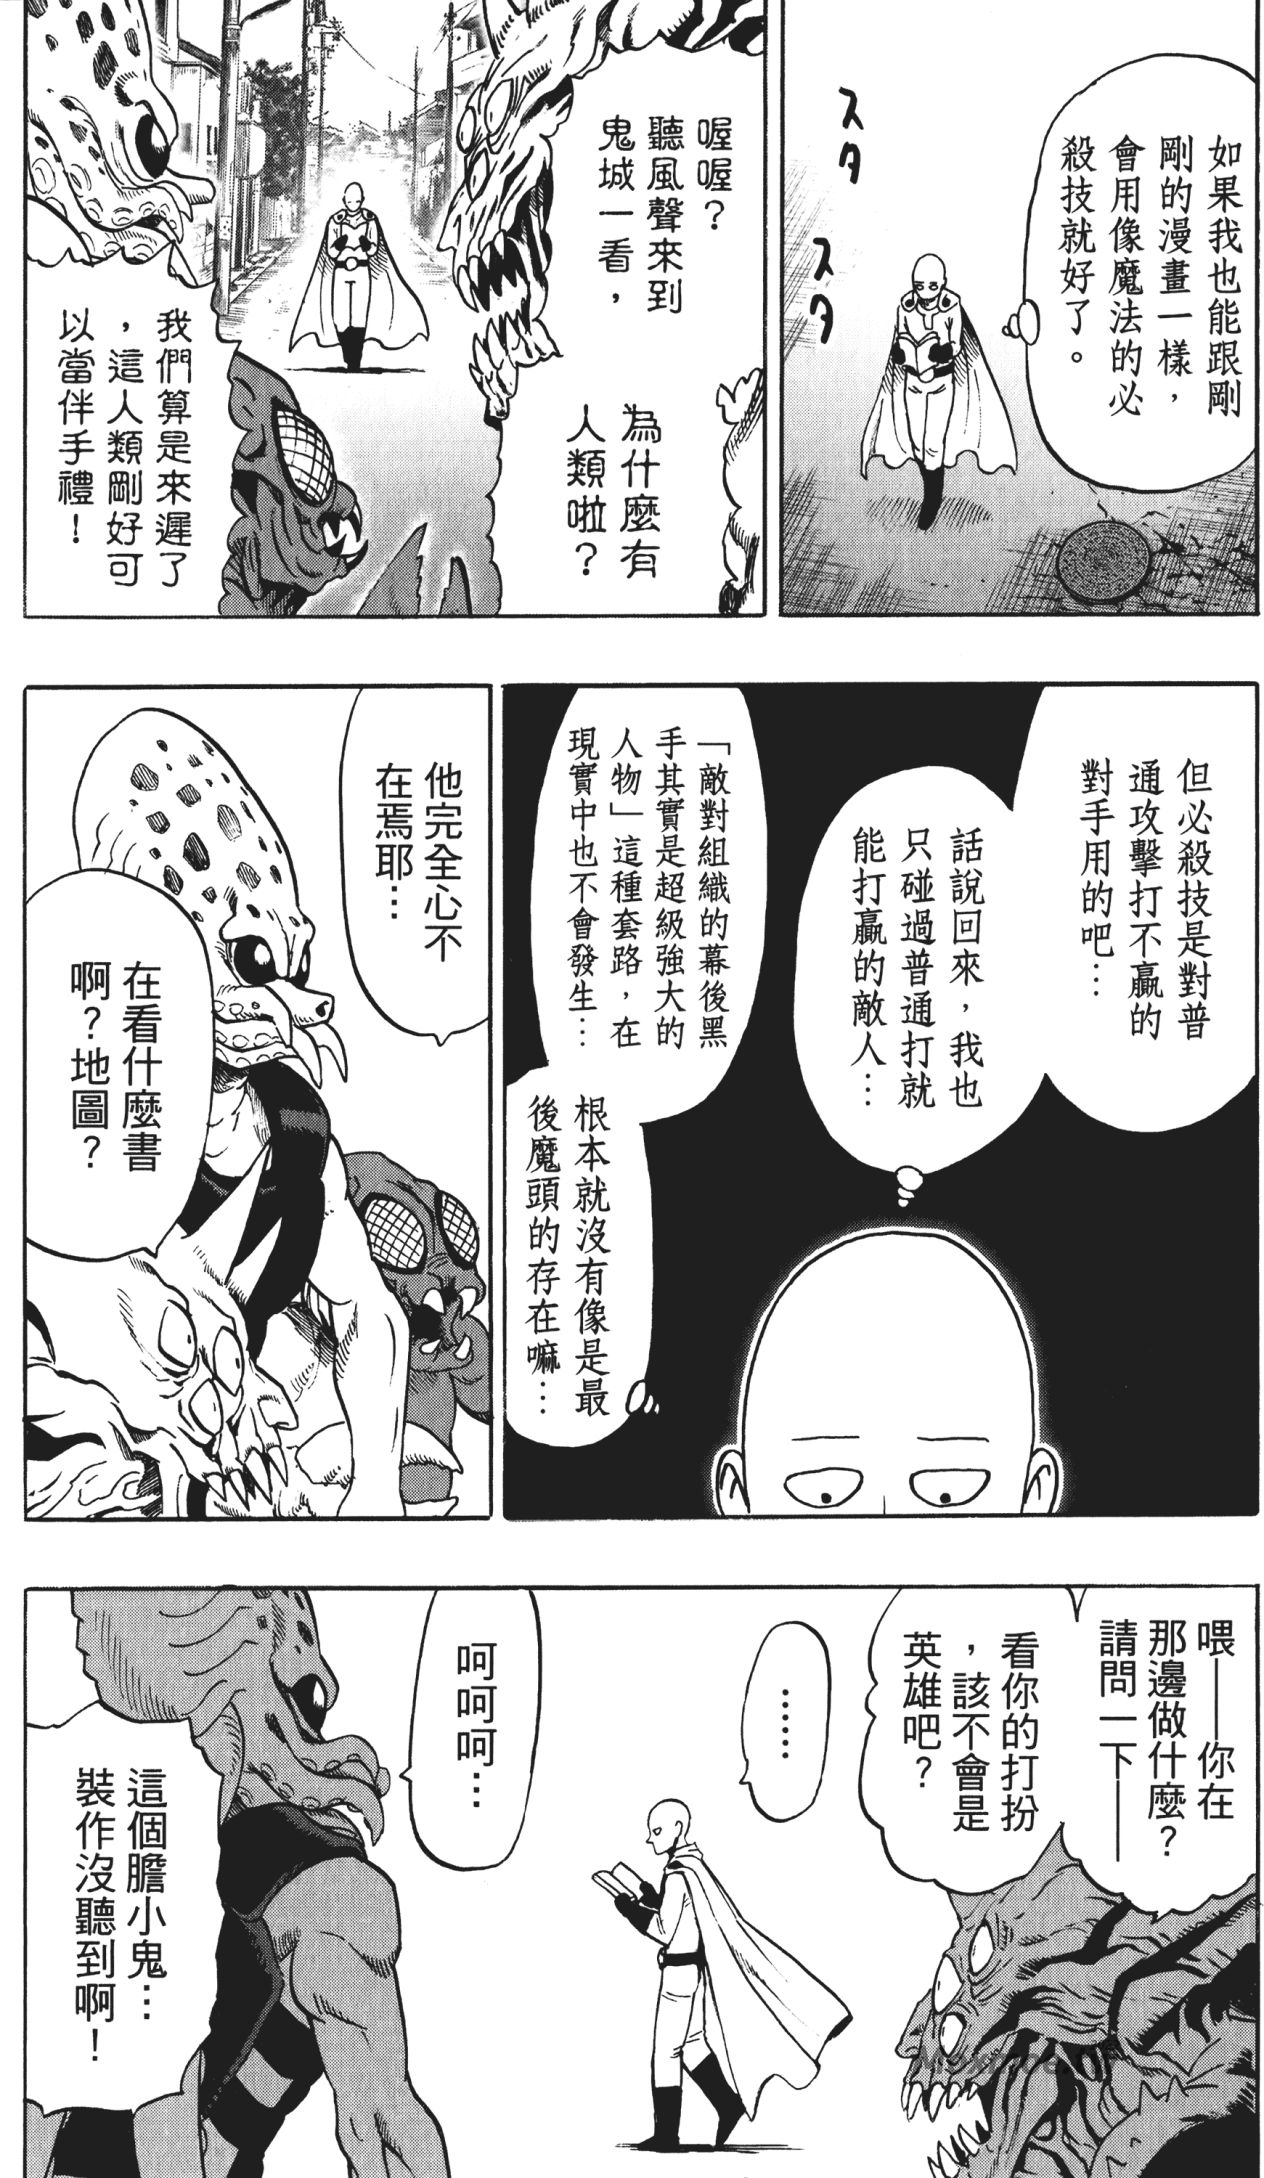 如果我也能跟剛
剛的漫畫一樣，
會用像魔法的必
殺技就好了。
スタ
スタ
喔喔？
聽風聲來到
鬼城一看，
為什麼有
人類啦？
我們算是來遲了
，這人類剛好可
以當伴手禮！
但必殺技是對普
通攻擊打不贏的
對手用的吧…
話說回來，我也
只碰過普通打就
能打贏的敵人…
「敵對組織的幕後黑
手其實是超級強大的
人物」這種套路，在
現實中也不會發生…
根本就沒有像是最
後魔頭的存在嘛…
他完全心不
在焉耶…
在看什麼書
啊？地圖？
喂——你在
那邊做什麼？
請問一下——
看你的打扮
，該不會是
英雄吧？
……
呵呵呵…
這個膽小鬼…
裝作沒聽到啊！